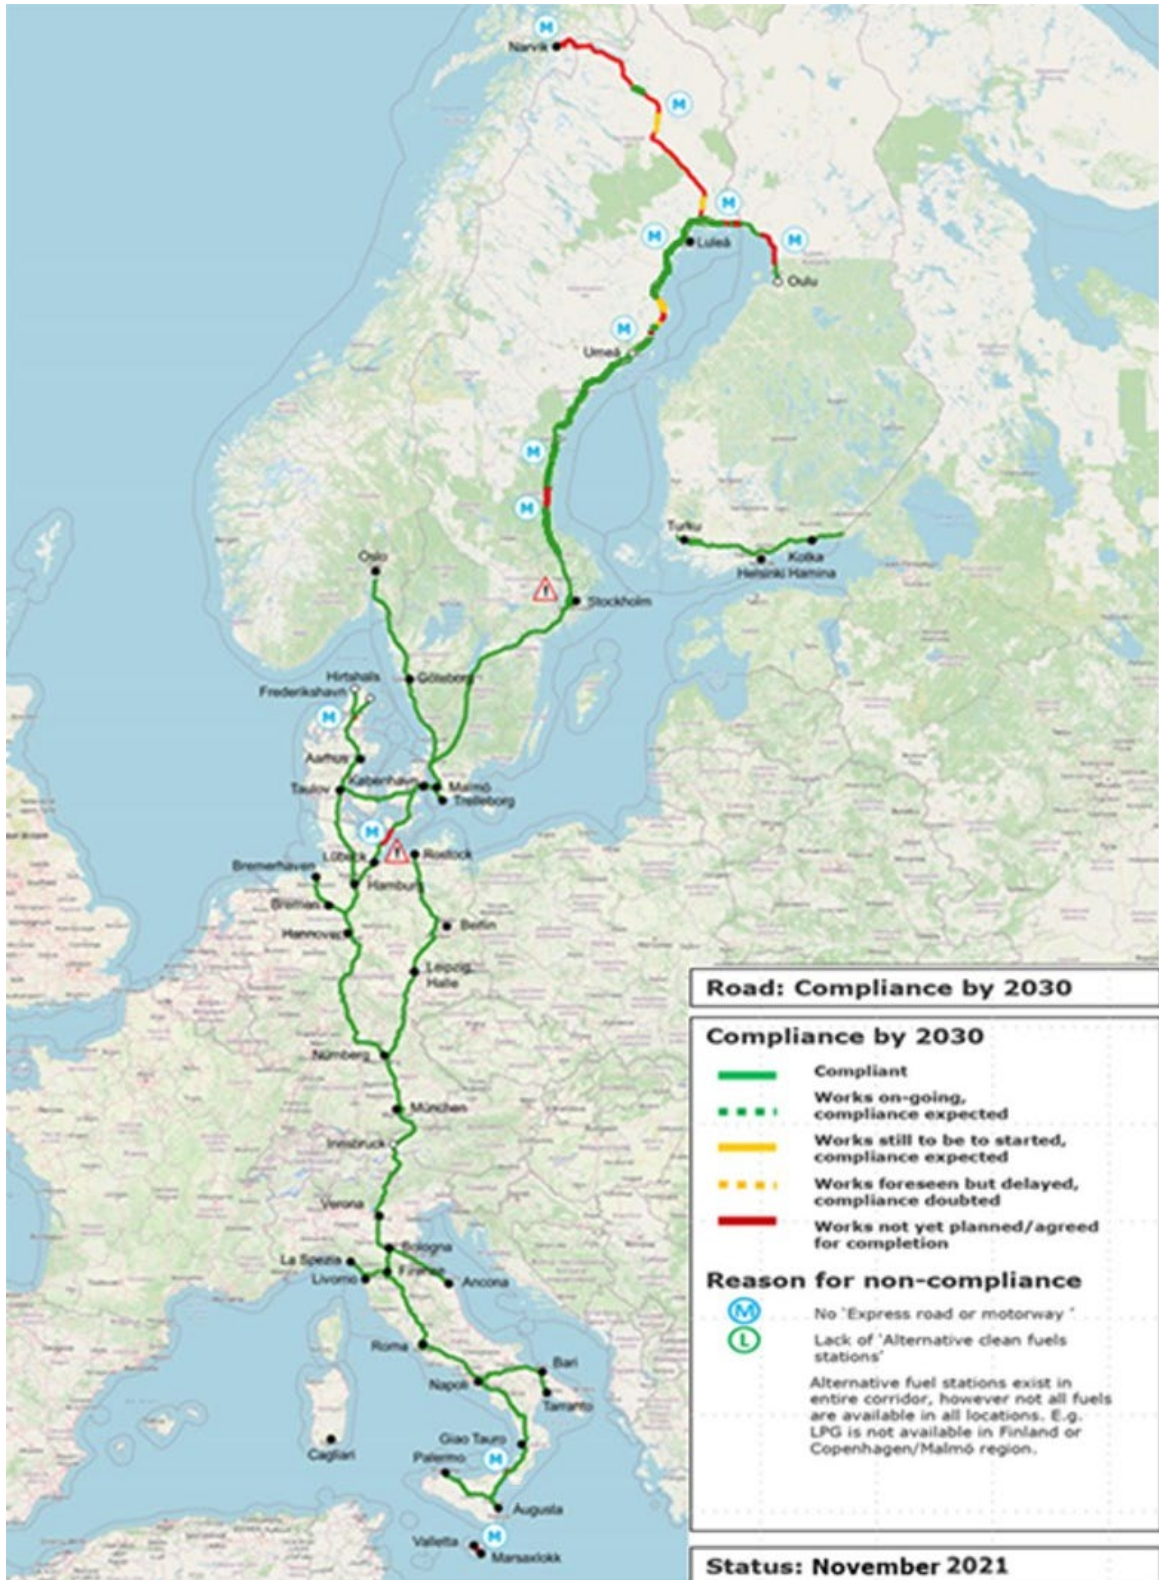 M
Narvik
M
M
M
Luleå
M
Oulu
M
Umeå
M
M
Turku
Kotka
Helsinki Hamina
Oslo
!
Stockholm
Hirtshals
Göteborg
Frederikshavn
M
Aarhus
København
Malmö
Taulov
Trelleborg
M
Lübeck
!
Rostock
Bremerhaven
Hamburg
Bremen
Berlin
Hannover
Leipzig,
Halle
Nürnberg
München
Innsbruck
Verona
Bologna
La Spezia
Firenze
Livorno
Ancona
Roma
Bari
Napoli
Tarranto
Giao Tauro
Cagliari
Palermo
M
Augusta
Valletta
M
Marsaxlokk
Road: Compliance by 2030
Compliance by 2030
Compliant
Works on-going,
compliance expected
Works still to be to started,
compliance expected
Works foreseen but delayed,
compliance doubted
Works not yet planned/agreed
for completion
Reason for non-compliance
M No 'Express road or motorway '
L Lack of 'Alternative clean fuels
stations'
Alternative fuel stations exist in
entire corridor, however not all fuels
are available in all locations. E.g.
LPG is not available in Finland or
Copenhagen/Malmó region.
Status: November 2021